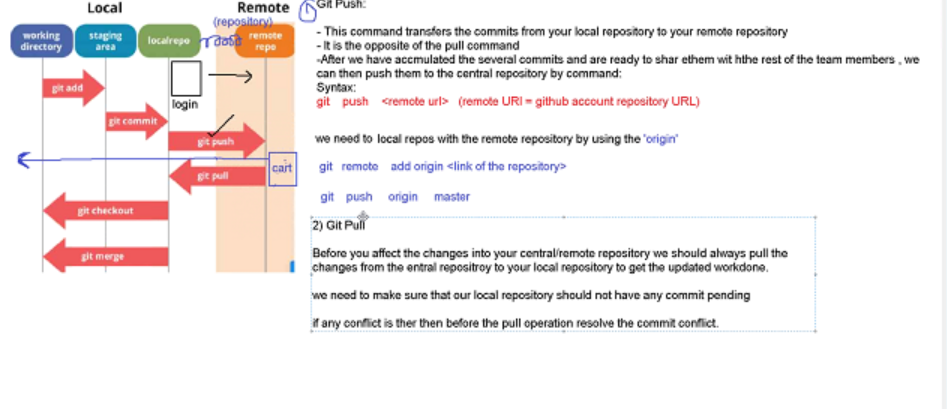 Local
Remote
(repository)
working directory
staging area
localrepo
remote repo
git add
login
git commit
git push
cart
git pull
git checkout
git merge
1
Git Push:
- This command transfers the commits from your local repository to your remote repository
- It is the opposite of the pull command
-After we have accmulated the several commits and are ready to shar ethem wit hthe rest of the team members , we
can then push them to the central repository by command:
Syntax:
git push <remote url> (remote URl = github account repository URL)
we need to local repos with the remote repository by using the 'origin'
git remote add origin <link of the repository>
git push origin master
2) Git Pull
Before you affect the changes into your central/remote repository we should always pull the
changes from the entral repositroy to your local repository to get the updated workdone.
we need to make sure that our local repository should not have any commit pending
if any conflict is ther then before the pull operation resolve the commit conflict.